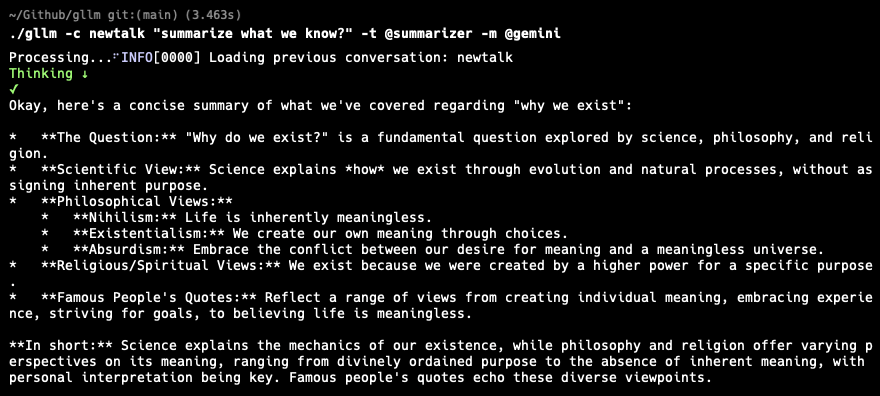 ~/Github/gllm git:(main) (3.463s)
./gllm -c newtalk "summarize what we know?" -t @summarizer -m @gemini
Processing...⠋INFO[0000] Loading previous conversation: newtalk
Thinking ↓
✓
Okay, here's a concise summary of what we've covered regarding "why we exist":

*   **The Question:** "Why do we exist?" is a fundamental question explored by science, philosophy, and reli
gion.
*   **Scientific View:** Science explains *how* we exist through evolution and natural processes, without as
signing inherent purpose.
*   **Philosophical Views:**
    *   **Nihilism:** Life is inherently meaningless.
    *   **Existentialism:** We create our own meaning through choices.
    *   **Absurdism:** Embrace the conflict between our desire for meaning and a meaningless universe.
*   **Religious/Spiritual Views:** We exist because we were created by a higher power for a specific purpose
.
*   **Famous People's Quotes:** Reflect a range of views from creating individual meaning, embracing experie
nce, striving for goals, to believing life is meaningless.

**In short:** Science explains the mechanics of our existence, while philosophy and religion offer varying p
erspectives on its meaning, ranging from divinely ordained purpose to the absence of inherent meaning, with
personal interpretation being key. Famous people's quotes echo these diverse viewpoints.